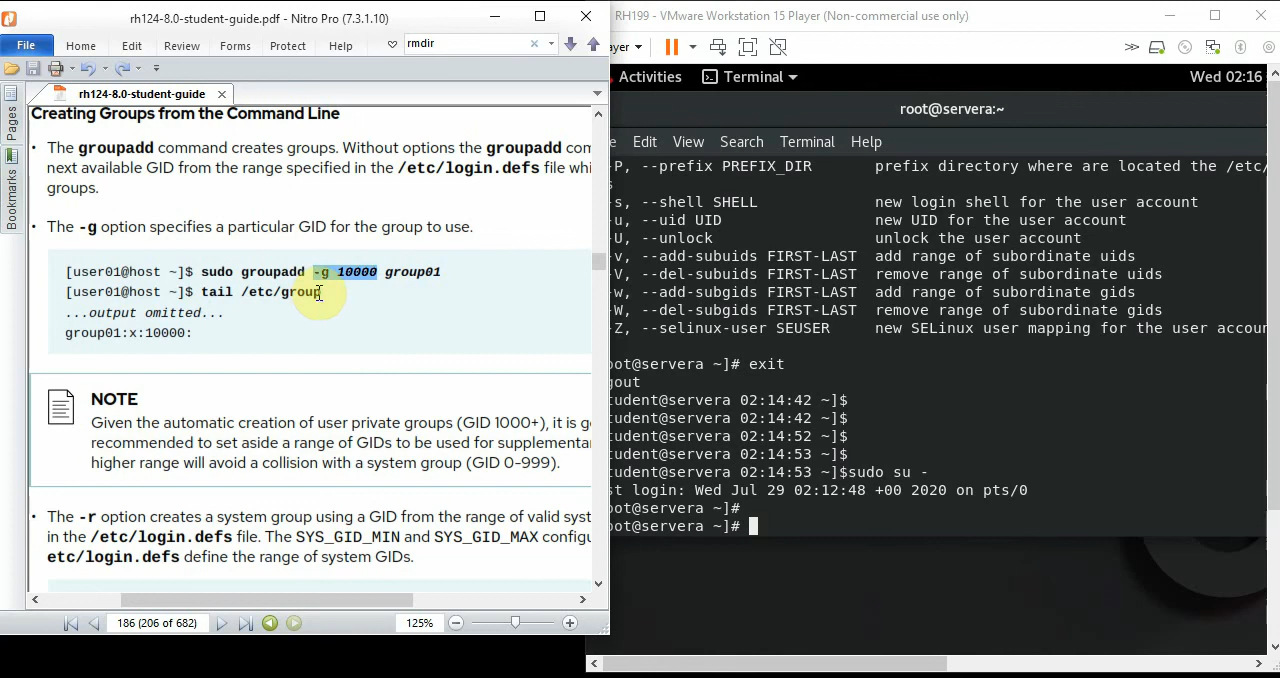 rh124-8.0-student-guide.pdf - Nitro Pro (7.3.1.10)
File Home Edit Review Forms Protect Help rmdir
rh124-8.0-student-guide
Pages
Bookmarks
Creating Groups from the Command Line
• The groupadd command creates groups. Without options the groupadd com
next available GID from the range specified in the /etc/login.defs file whi
groups.
• The -g option specifies a particular GID for the group to use.
[user01@host ~]$ sudo groupadd -g 10000 group01
[user01@host ~]$ tail /etc/group
...output omitted...
group01:x:10000:
NOTE
Given the automatic creation of user private groups (GID 1000+), it is ge
recommended to set aside a range of GIDs to be used for supplementar
higher range will avoid a collision with a system group (GID 0-999).
• The -r option creates a system group using a GID from the range of valid syst
in the /etc/login.defs file. The SYS_GID_MIN and SYS_GID_MAX configu
etc/login.defs define the range of system GIDs.
186 (206 of 682) 125%
RH199 - VMware Workstation 15 Player (Non-commercial use only)
ayer
Activities Terminal Wed 02:16
root@servera:~
e Edit View Search Terminal Help
-P, --prefix PREFIX_DIR prefix directory where are located the /etc/
s
-s, --shell SHELL new login shell for the user account
-u, --uid UID new UID for the user account
-U, --unlock unlock the user account
-v, --add-subuids FIRST-LAST add range of subordinate uids
-V, --del-subuids FIRST-LAST remove range of subordinate uids
-w, --add-subgids FIRST-LAST add range of subordinate gids
-W, --del-subgids FIRST-LAST remove range of subordinate gids
-Z, --selinux-user SEUSER new SELinux user mapping for the user accoun
oot@servera ~]# exit
gout
tudent@servera 02:14:42 ~]$
tudent@servera 02:14:42 ~]$
tudent@servera 02:14:52 ~]$
tudent@servera 02:14:53 ~]$
tudent@servera 02:14:53 ~]$sudo su -
st login: Wed Jul 29 02:12:48 +00 2020 on pts/0
oot@servera ~]#
oot@servera ~]#